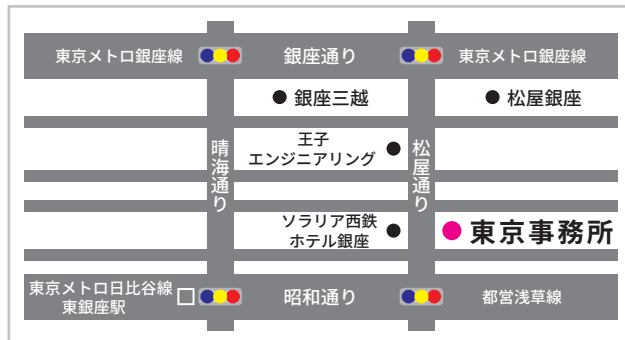 東京メトロ銀座線
銀座通り
東京メトロ銀座線
銀座三越
松屋銀座
晴海通り
王子
エンジニアリング
松屋通り
ソラリア西鉄
ホテル銀座
東京事務所
東京メトロ日比谷線
東銀座駅
昭和通り
都営浅草線